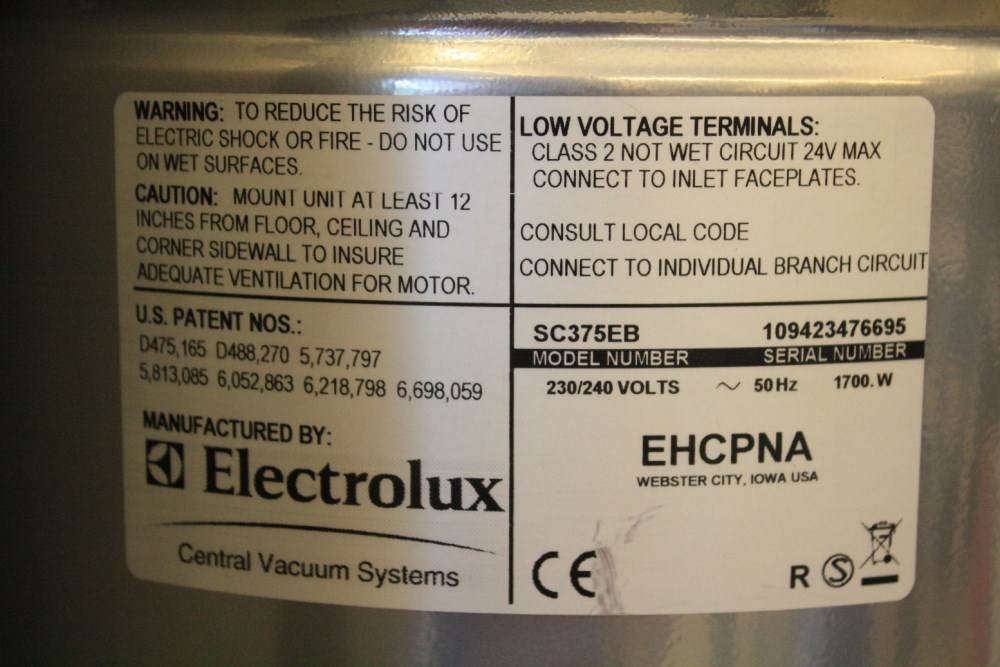 WARNING: TO REDUCE THE RISK OF
ELECTRIC SHOCK OR FIRE - DO NOT USE
ON WET SURFACES.
CAUTION: MOUNT UNIT AT LEAST 12
INCHES FROM FLOOR, CEILING AND
CORNER SIDEWALL TO INSURE
ADEQUATE VENTILATION FOR MOTOR.
LOW VOLTAGE TERMINALS:
CLASS 2 NOT WET CIRCUIT 24V MAX
CONNECT TO INLET FACEPLATES.
CONSULT LOCAL CODE
CONNECT TO INDIVIDUAL BRANCH CIRCUIT
U.S. PATENT NOS.:
D475,165 D488,270 5,737,797
5,813,085 6,052,863 6,218,798 6,698,059
MANUFACTURED BY:
Electrolux
Central Vacuum Systems
SC375EB 109423476695
MODEL NUMBER SERIAL NUMBER
230/240 VOLTS ~ 50 Hz 1700. W
EHCPNA
WEBSTER CITY, IOWA USA
CE R S